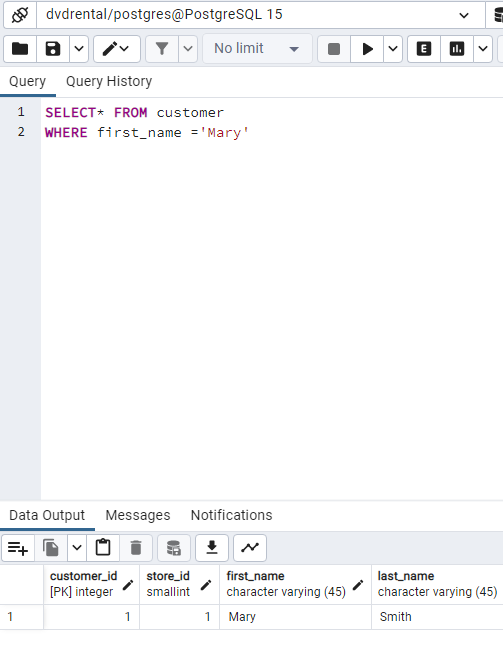 dvdrental/postgres@PostgreSQL 15
No limit
E
Query Query History
1 SELECT* FROM customer
2 WHERE first_name ='Mary'
Data Output Messages Notifications
customer_id store_id first_name last_name
[PK] integer smallint character varying (45) character varying (45)
1 1 1 Mary Smith